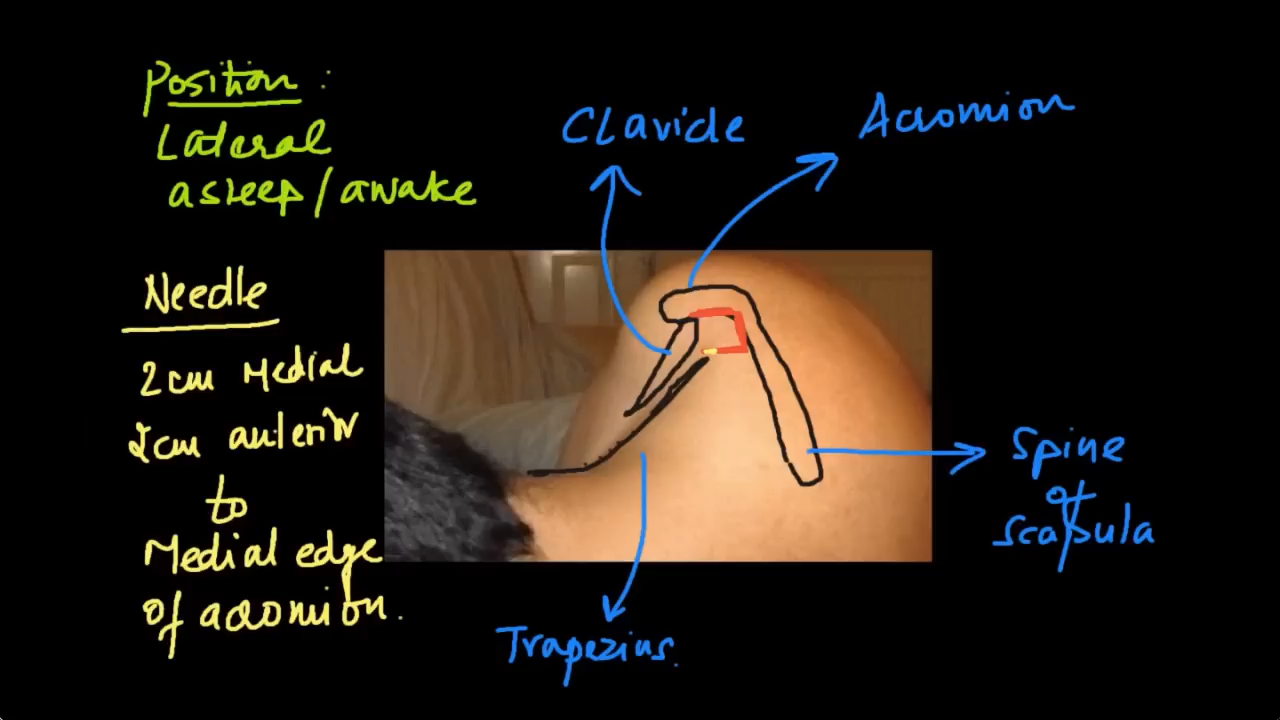 Position :
Lateral
asleep/awake
Clavicle
Acromion
Needle
2cm Medial
2cm anterior
to
Medial edge
of acromion.
Spine
of
scapula
Trapezius.